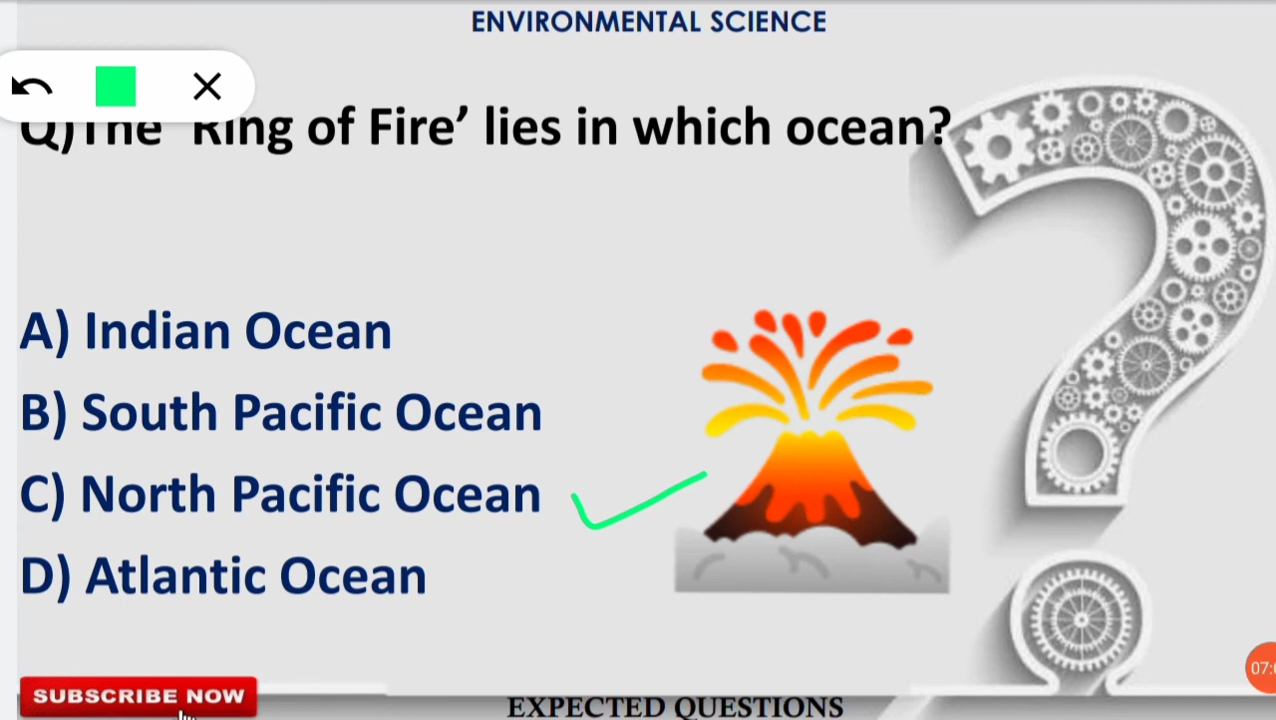 ENVIRONMENTAL SCIENCE
Q)The 'Ring of Fire’ lies in which ocean?
A) Indian Ocean
B) South Pacific Ocean
C) North Pacific Ocean
D) Atlantic Ocean
07:
SUBSCRIBE NOW
EXPECTED QUESTIONS